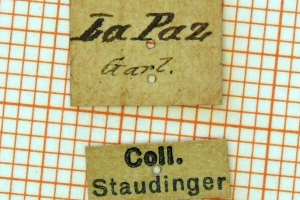 La Paz
Garl.
Coll.
Staudinger